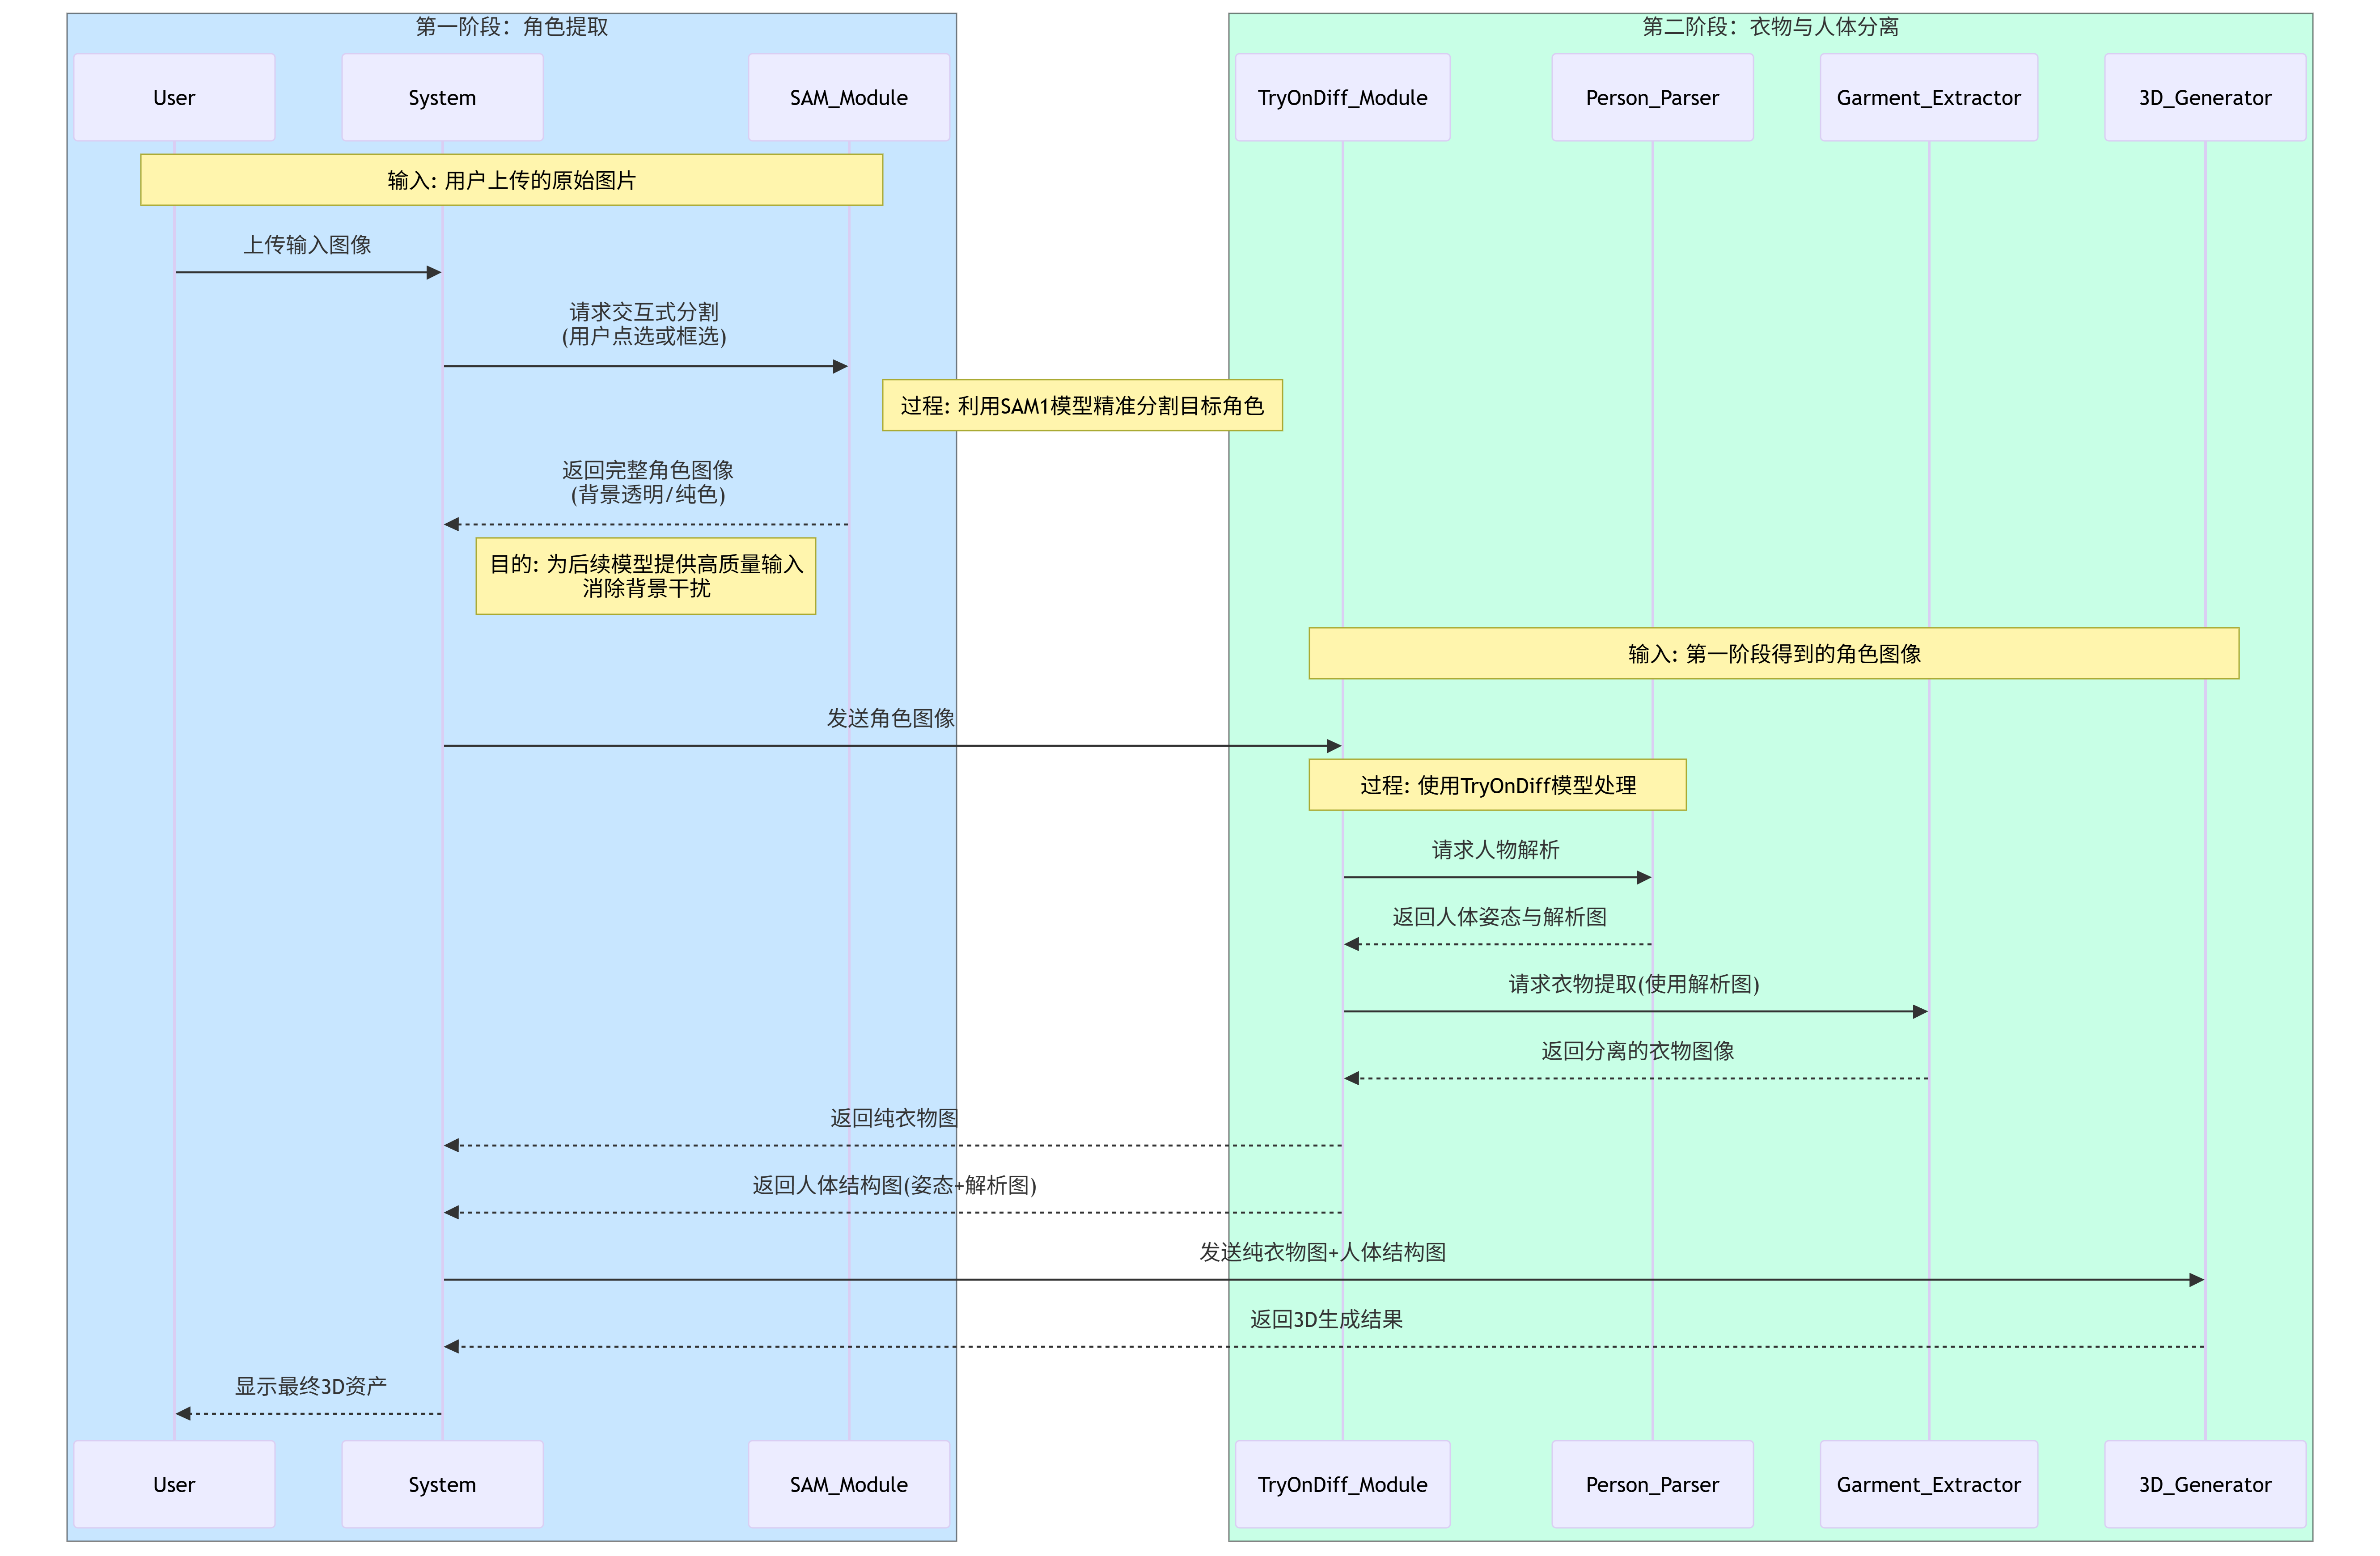 第一阶段：角色提取
第二阶段：衣物与人体分离
User
System
SAM_Module
TryOnDiff_Module
Person_Parser
Garment_Extractor
3D_Generator
输入: 用户上传的原始图片
上传输入图像
请求交互式分割
(用户点选或框选)
过程: 利用SAM1模型精准分割目标角色
返回完整角色图像
(背景透明/纯色)
目的: 为后续模型提供高质量输入
消除背景干扰
输入: 第一阶段得到的角色图像
发送角色图像
过程: 使用TryOnDiff模型处理
请求人物解析
返回人体姿态与解析图
请求衣物提取(使用解析图)
返回分离的衣物图像
返回纯衣物图
返回人体结构图(姿态+解析图)
发送纯衣物图+人体结构图
返回3D生成结果
显示最终3D资产
User
System
SAM_Module
TryOnDiff_Module
Person_Parser
Garment_Extractor
3D_Generator